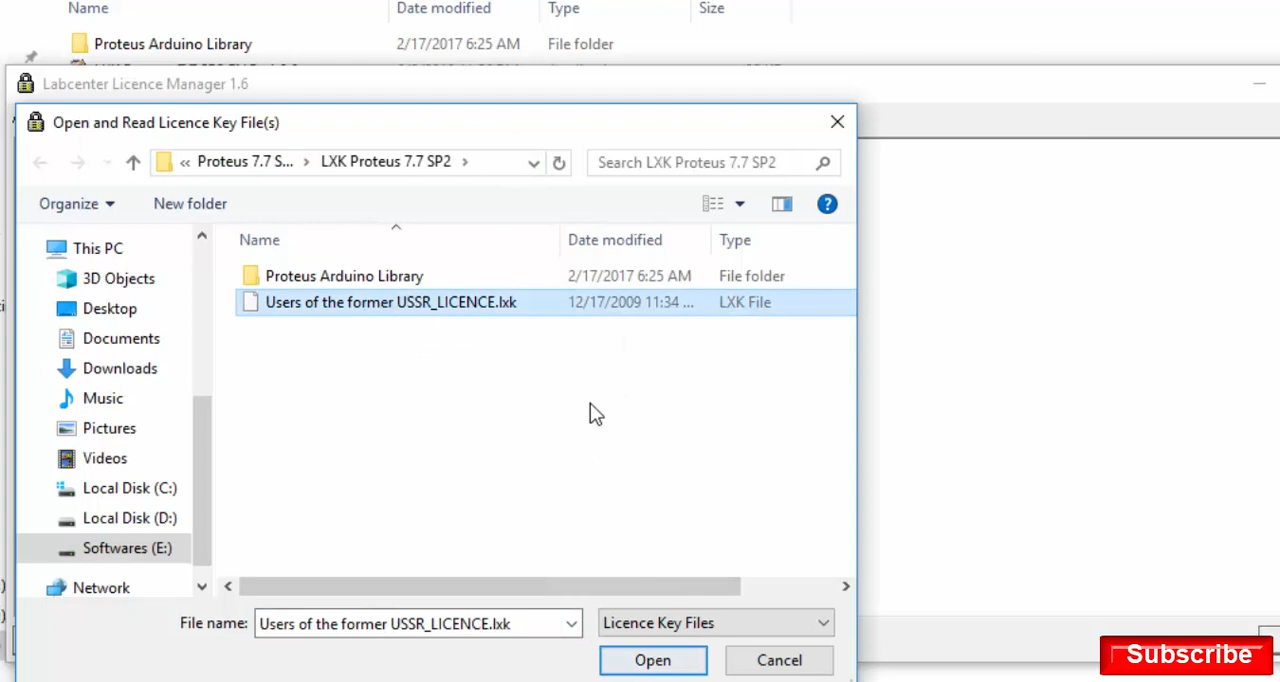 Name Date modified Type Size
Proteus Arduino Library 2/17/2017 6:25 AM File folder
Labcenter Licence Manager 1.6
Open and Read Licence Key File(s)
« Proteus 7.7 S... › LXK Proteus 7.7 SP2 › Search LXK Proteus 7.7 SP2
Organize New folder ?
Name Date modified Type
This PC
3D Objects
Desktop
Documents
Downloads
Music
Pictures
Videos
Local Disk (C:)
Local Disk (D:)
Softwares (E:)
Network
Proteus Arduino Library 2/17/2017 6:25 AM File folder
Users of the former USSR_LICENCE.lxk 12/17/2009 11:34 ... LXK File
File name: Users of the former USSR_LICENCE.lxk Licence Key Files
Open Cancel
Subscribe